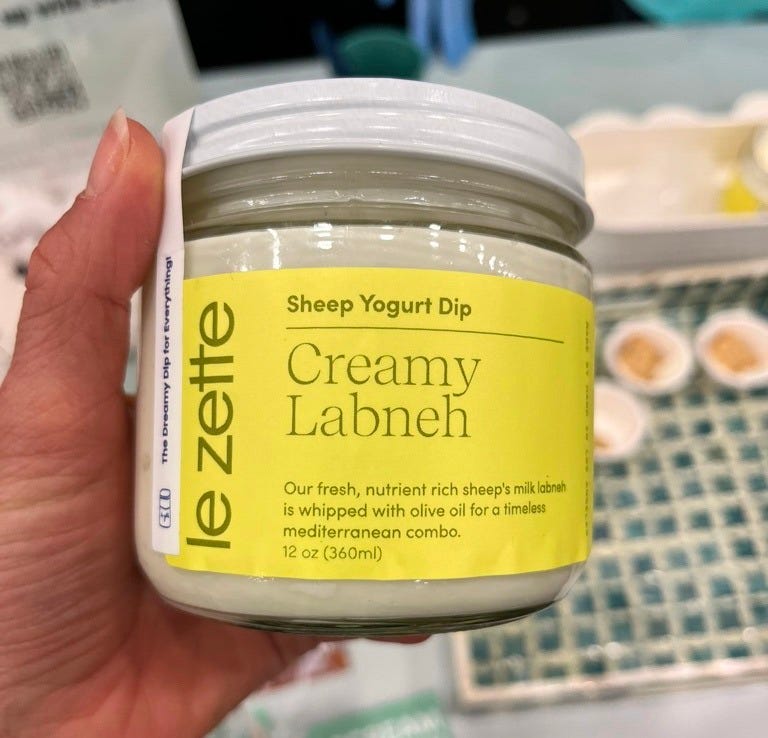 The Dreamy Dip for Everything!
le zette
Sheep Yogurt Dip
Creamy
Labneh
Our fresh, nutrient rich sheep's milk labneh
is whipped with olive oil for a timeless
mediterranean combo.
12 oz (360ml)